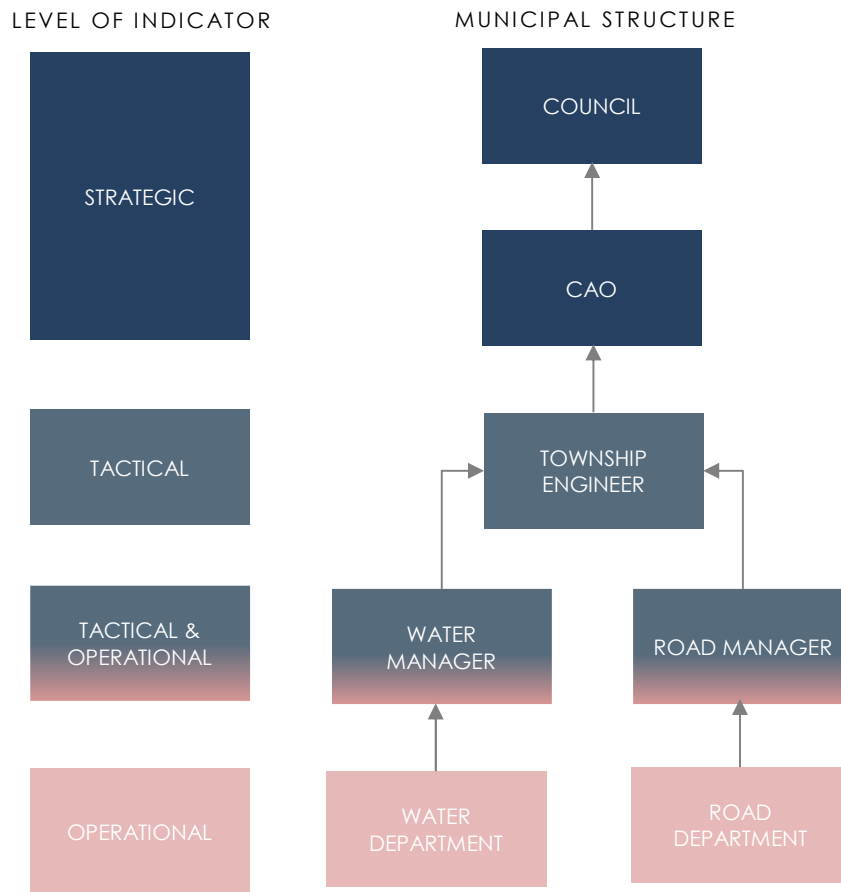 LEVEL OF INDICATOR
MUNICIPAL STRUCTURE
STRATEGIC
COUNCIL
CAO
TACTICAL
TOWNSHIP
ENGINEER
TACTICAL &
OPERATIONAL
WATER
MANAGER
ROAD MANAGER
OPERATIONAL
WATER
DEPARTMENT
ROAD
DEPARTMENT